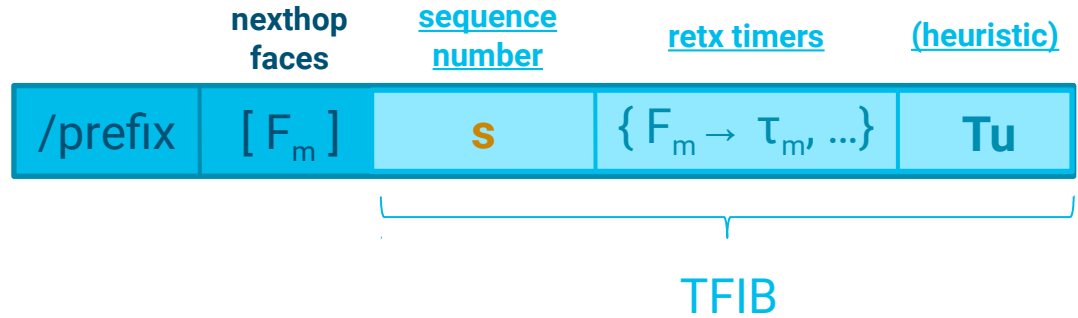 nexthop faces
sequence number
retx timers
(heuristic)
/prefix
[ Fm ]
s
{ Fm → τm, ...}
Tu
TFIB